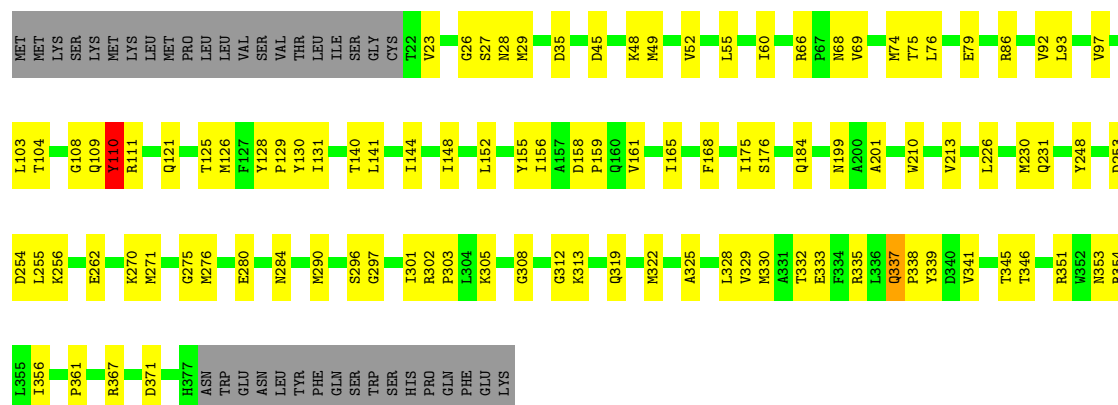 MET MET LYS SER LYS MET LYS LEU MET PRO LEU LEU VAL SER VAL THR LEU ILE SER GLY CYS T22 V23 G26 S27 N28 M29 D35 D45 K48 M49 V52 L55 I60 R66 P67 N68 V69 M74 T75 L76 E79 R86 V92 L93 V97
L103 T104 G108 Q109 Y110 R111 Q121 T125 M126 F127 Y128 P129 Y130 I131 T140 L141 I144 I148 L152 Y155 I156 A157 D158 P159 Q160 V161 I165 F168 I175 S176 Q184 N199 A200 A201 W210 V213 L226 M230 Q231 Y248 D253
D254 L255 K256 E262 K270 M271 G275 M276 E280 N284 M290 S296 G297 I301 R302 P303 L304 K305 G308 G312 K313 Q319 M322 A325 L328 V329 M330 A331 T332 E333 F334 R335 L336 Q337 P338 Y339 D340 V341 T345 T346 R351 W352 N353
L355 I356 P361 R367 D371 H377 ASN TRP GLU ASN LEU TYR PHE GLN SER TRP SER HIS PRO GLN PHE GLU LYS